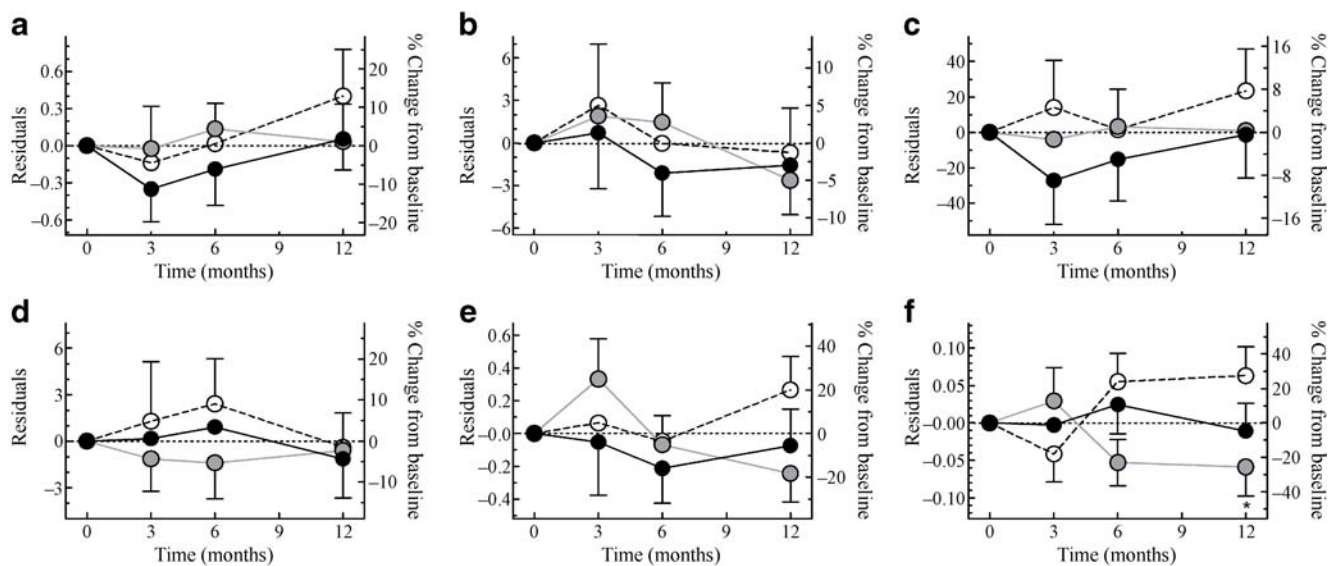 a
Residuals
0.6
0.3
0.0
–0.3
–0.6
20
10
0
–10
–20
% Change from baseline
0 3 6 9 12
Time (months)
b
Residuals
6
3
0
–3
–6
10
5
0
–5
–10
% Change from baseline
0 3 6 9 12
Time (months)
c
Residuals
40
20
0
–20
–40
16
8
0
–8
–16
% Change from baseline
0 3 6 9 12
Time (months)
d
Residuals
6
3
0
–3
20
10
0
–10
% Change from baseline
0 3 6 9 12
Time (months)
e
Residuals
0.6
0.4
0.2
–0.0
–0.2
–0.4
40
20
0
–20
% Change from baseline
0 3 6 9 12
Time (months)
f
Residuals
0.10
0.05
–0.00
–0.05
–0.10
40
20
0
–20
–40
% Change from baseline
*
0 3 6 9 12
Time (months)